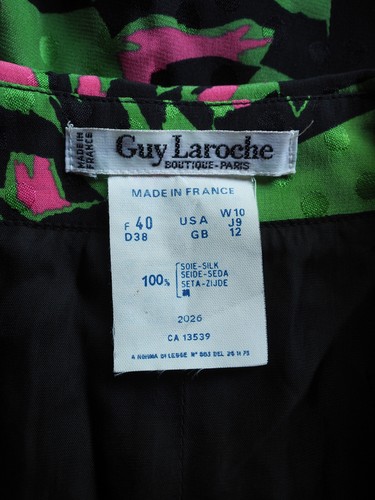 MADE IN
FRANCE
Guy Laroche
BOUTIQUE-PARIS
MADE IN FRANCE
F 40 USA W10
J9
D38 GB 12
100% SOIE-SILK
SEIDE-SEDA
SETA-ZIJDE
絹
2026
CA 13539
A NORMA DI LEGGE N° 883 DEL 26 11 73